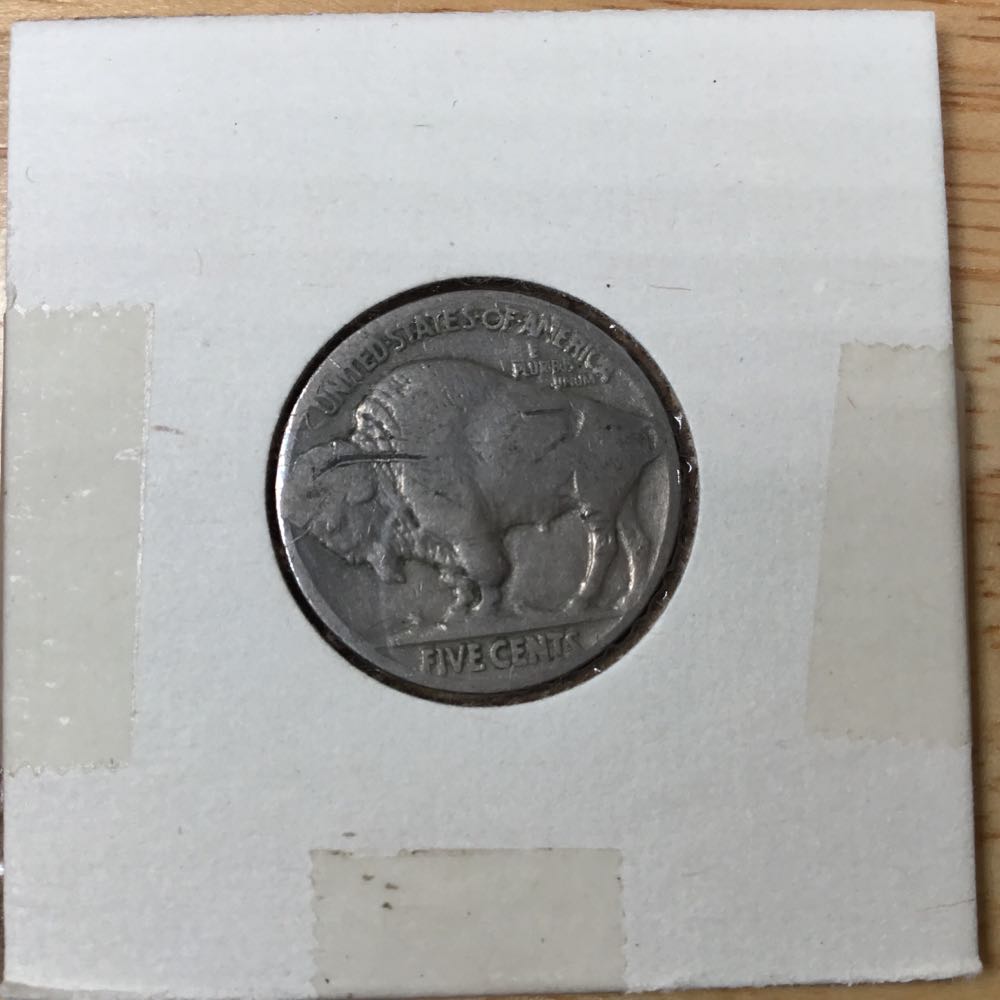 UNITED·STATES·OF·AMERICA
E
PLURIBUS
UNUM
FIVE CENTS